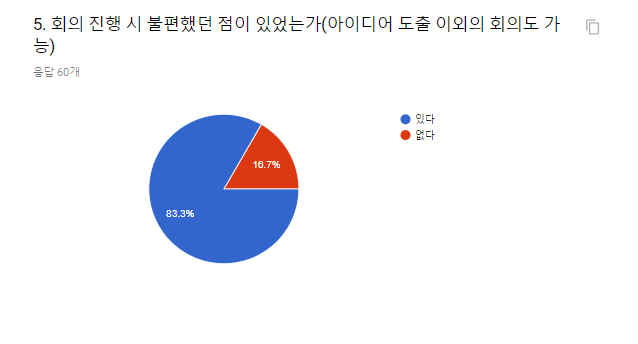 5. 회의 진행 시 불편했던 점이 있었는가(아이디어 도출 이외의 회의도 가
능)
응답 60개
있다
없다
16.7%
83.3%